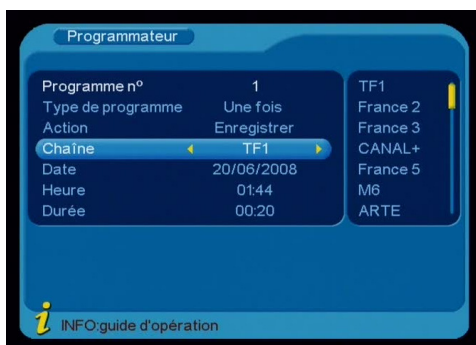 Programmateur
Programme nº 1
Type de programme Une fois
Action Enregistrer
Chaîne TF1
Date 20/06/2008
Heure 01:44
Durée 00:20
TF1
France 2
France 3
CANAL+
France 5
M6
ARTE
INFO:guide d'opération